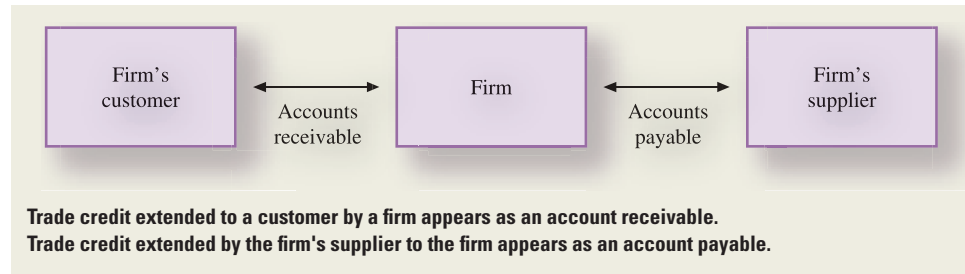 Firm's
customer
Accounts
receivable
Firm
Accounts
payable
Firm's
supplier
Trade credit extended to a customer by a firm appears as an account receivable.
Trade credit extended by the firm's supplier to the firm appears as an account payable.